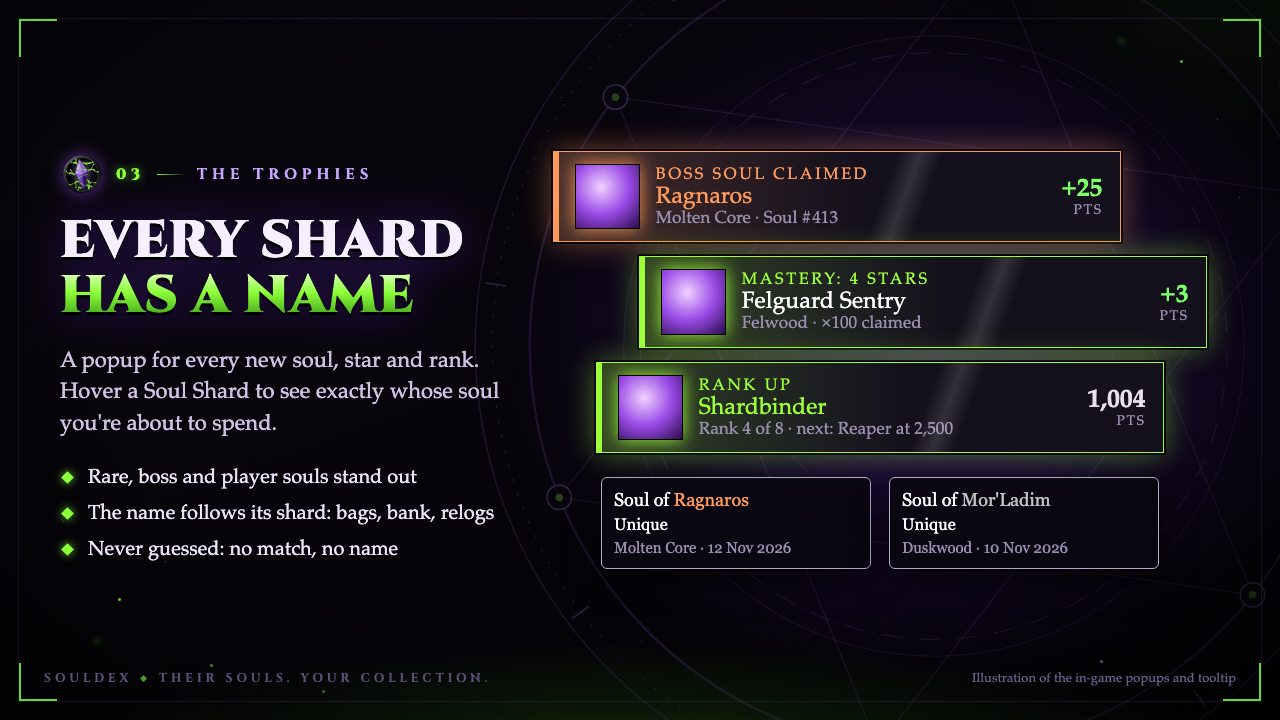 03 — THE TROPHIES
EVERY SHARD
HAS A NAME
A popup for every new soul, star and rank.
Hover a Soul Shard to see exactly whose soul
you're about to spend.
Rare, boss and player souls stand out
The name follows its shard: bags, bank, relogs
Never guessed: no match, no name
BOSS SOUL CLAIMED
Ragnaros
Molten Core · Soul #413
+25
PTS
MASTERY: 4 STARS
Felguard Sentry
Felwood · ×100 claimed
+3
PTS
RANK UP
Shardbinder
Rank 4 of 8 · next: Reaper at 2,500
1,004
PTS
Soul of Ragnaros
Unique
Molten Core · 12 Nov 2026
Soul of Mor'Ladim
Unique
Duskwood · 10 Nov 2026
SOULDEX ◆ THEIR SOULS. YOUR COLLECTION.
Illustration of the in-game popups and tooltip